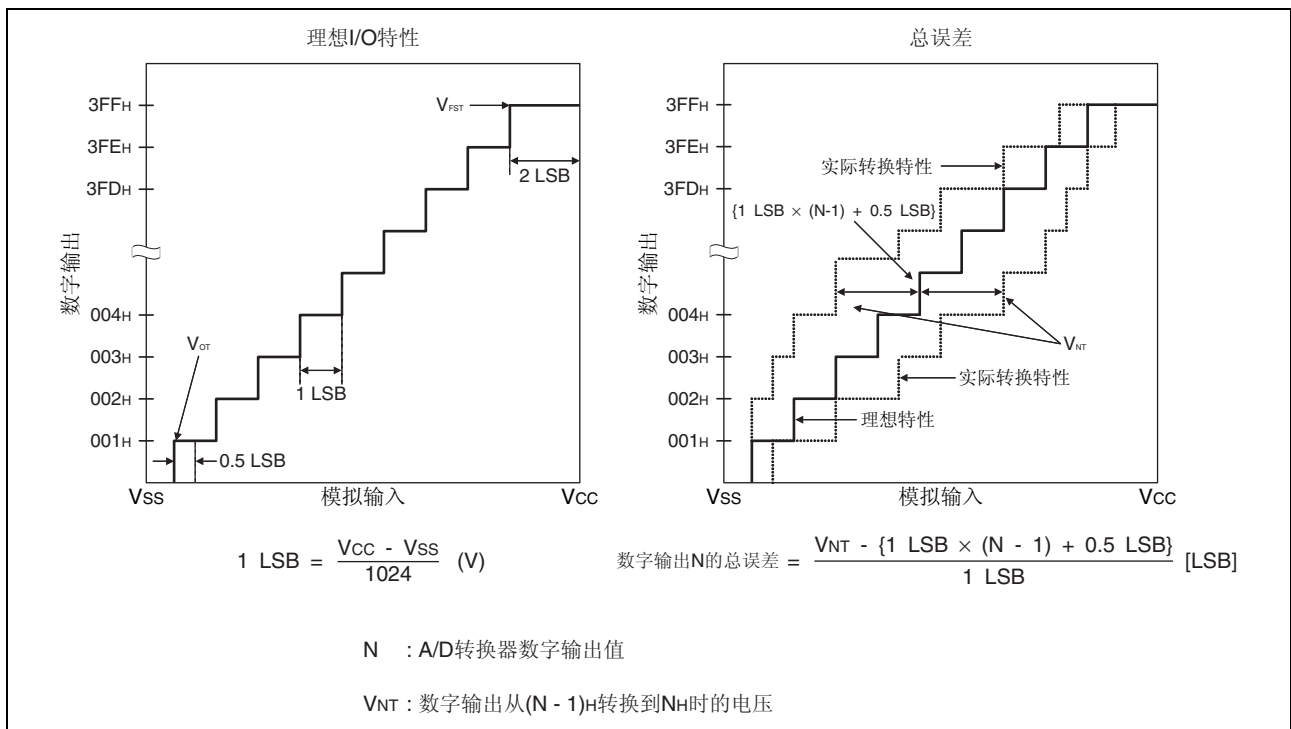 理想I/O特性
3FFH
3FEH
3FDH
004H
003H
002H
001H
数字输出
VFST
2 LSB
VOT
1 LSB
0.5 LSB
VSS
模拟输入
VCC
1 LSB = VCC - VSS / 1024 (V)
总误差
3FFH
3FEH
3FDH
004H
003H
002H
001H
数字输出
实际转换特性
{1 LSB × (N-1) + 0.5 LSB}
VNT
实际转换特性
理想特性
VSS
模拟输入
VCC
数字输出N的总误差 = VNT - {1 LSB × (N - 1) + 0.5 LSB} / 1 LSB [LSB]
N : A/D转换器数字输出值
VNT : 数字输出从(N - 1)H转换到NH时的电压